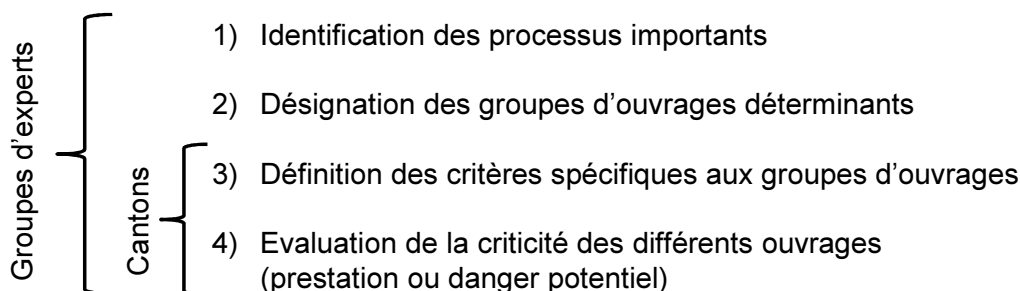 Groupes d'experts
Cantons
1) Identification des processus importants
2) Désignation des groupes d'ouvrages déterminants
3) Définition des critères spécifiques aux groupes d'ouvrages
4) Evaluation de la criticité des différents ouvrages
(prestation ou danger potentiel)